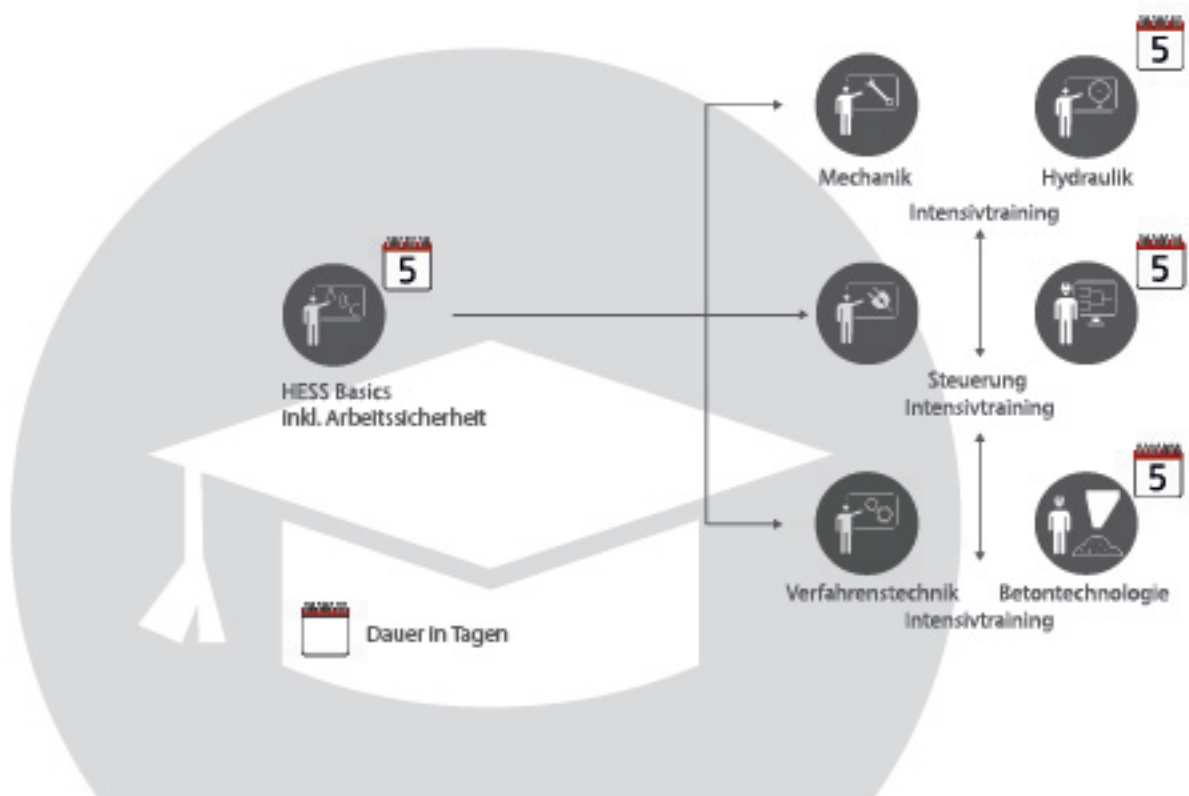 5
Mechanik
Hydraulik
Intensivtraining
5
5
HESS Basics
inkl. Arbeitssicherheit
Steuerung
Intensivtraining
5
Verfahrenstechnik
Betontechnologie
Intensivtraining
Dauer in Tagen